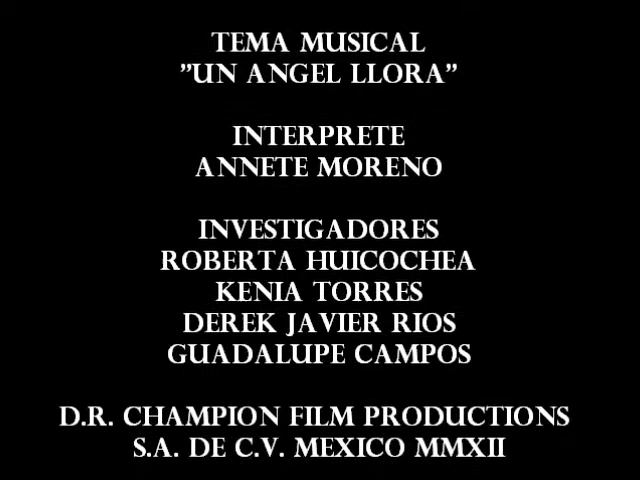 TEMA MUSICAL
"UN ANGEL LLORA"
INTERPRETE
ANNETE MORENO
INVESTIGADORES
ROBERTA HUICOCHEA
KENIA TORRES
DEREK JAVIER RIOS
GUADALUPE CAMPOS
D.R. CHAMPION FILM PRODUCTIONS
S.A. DE C.V. MEXICO MMXII